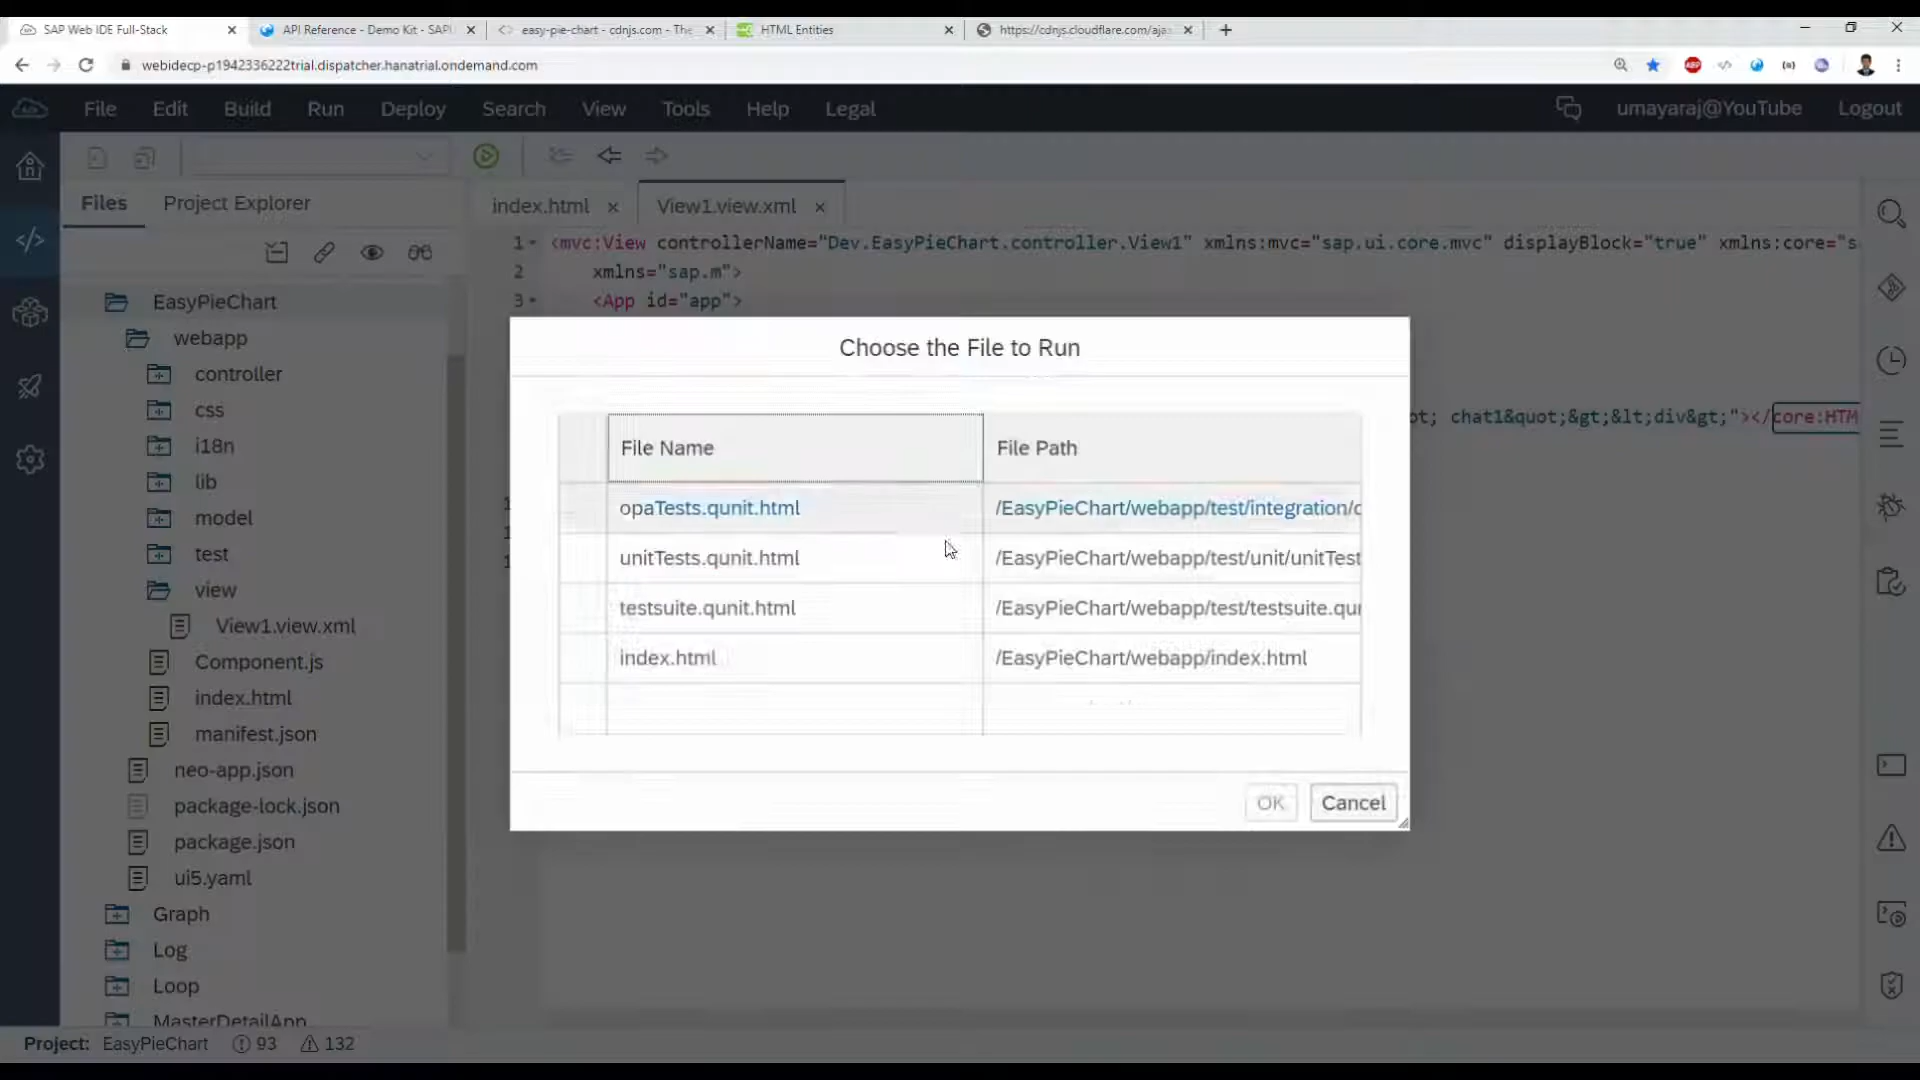 SAP Web IDE Full-Stack
API Reference - Demo Kit - SAPU
easy-pie-chart - cdnjs.com - The
HTML Entities
https://cdnjs.cloudflare.com/ajax
webidecp-p1942336222trial.dispatcher.hanatrial.ondemand.com
File Edit Build Run Deploy Search View Tools Help Legal
umayaraj@YouTube Logout
Files Project Explorer
index.html
View1.view.xml
1 <mvc:View controllerName="Dev.EasyPieChart.controller.View1" xmlns:mvc="sap.ui.core.mvc" displayBlock="true" xmlns:core="s
2 xmlns="sap.m">
3 <App id="app">
ot; chat1&quot;&gt;&lt;div&gt;"></core:HTM
EasyPieChart
webapp
controller
css
i18n
lib
model
test
view
View1.view.xml
Component.js
index.html
manifest.json
neo-app.json
package-lock.json
package.json
ui5.yaml
Graph
Log
Loop
MasterDetailApp
Choose the File to Run
File Name File Path
opaTests.qunit.html /EasyPieChart/webapp/test/integration/o
unitTests.qunit.html /EasyPieChart/webapp/test/unit/unitTest
testsuite.qunit.html /EasyPieChart/webapp/test/testsuite.qun
index.html /EasyPieChart/webapp/index.html
OK Cancel
Project: EasyPieChart 93 132